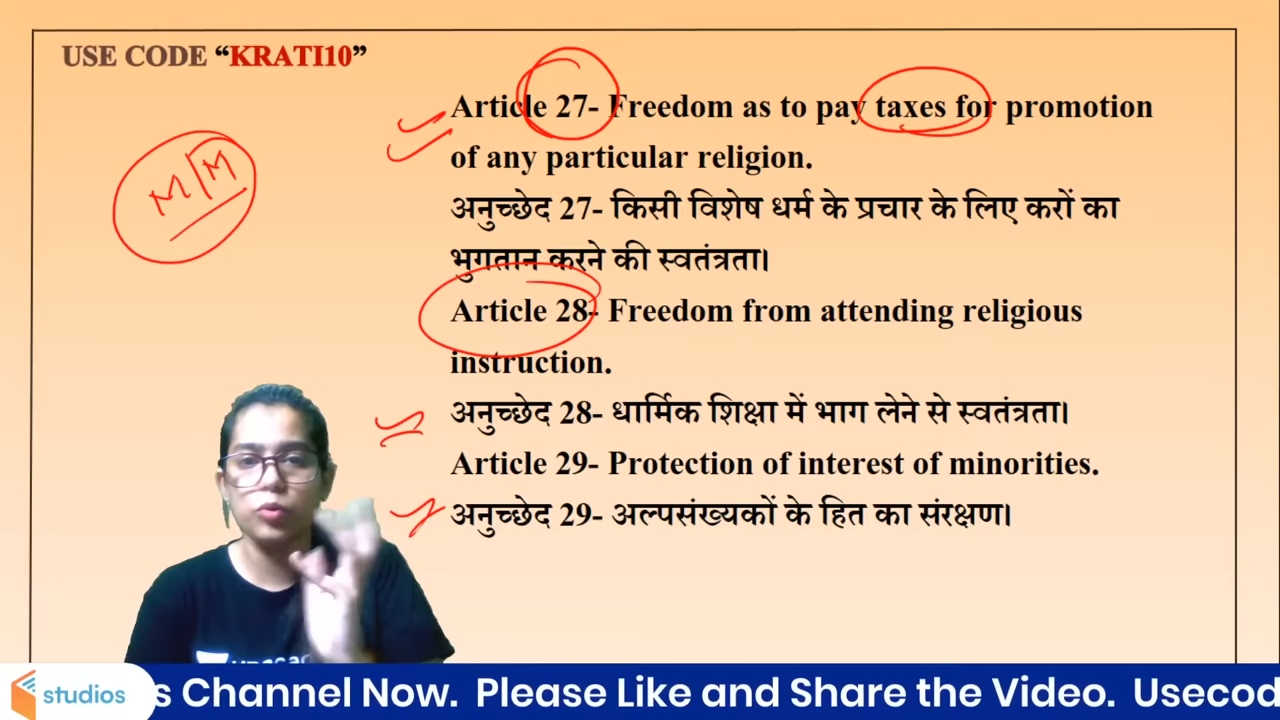 USE CODE “KRATI10”
Article 27- Freedom as to pay taxes for promotion
of any particular religion.
M/M
अनुच्छेद 27- किसी विशेष धर्म के प्रचार के लिए करों का
भुगतान करने की स्वतंत्रता।
Article 28- Freedom from attending religious
instruction.
अनुच्छेद 28- धार्मिक शिक्षा में भाग लेने से स्वतंत्रता।
Article 29- Protection of interest of minorities.
अनुच्छेद 29- अल्पसंख्यकों के हित का संरक्षण।
studios
s Channel Now. Please Like and Share the Video. Usecod